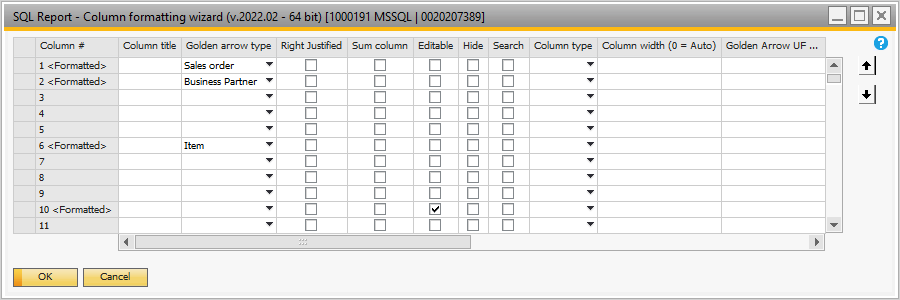 SQL Report - Column formatting wizard (v.2022.02 - 64 bit) [1000191 MSSQL | 0020207389]
Column # Column title Golden arrow type Right Justified Sum column Editable Hide Search Column type Column width (0 = Auto) Golden Arrow UF ...
1 <Formatted> Sales order
2 <Formatted> Business Partner
3
4
5
6 <Formatted> Item
7
8
9
10 <Formatted>
11
OK Cancel